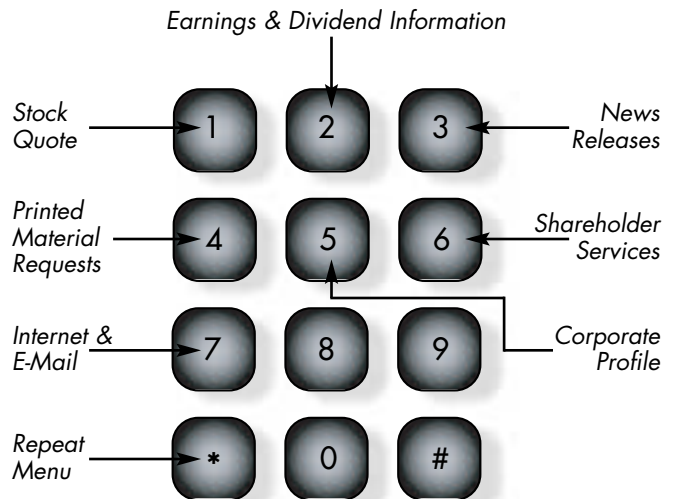 Earnings & Dividend Information
Stock
Quote
1
2
3
News
Releases
Printed
Material
Requests
4
5
6
Shareholder
Services
Internet &
E-Mail
7
8
9
Corporate
Profile
Repeat
Menu
*
0
#